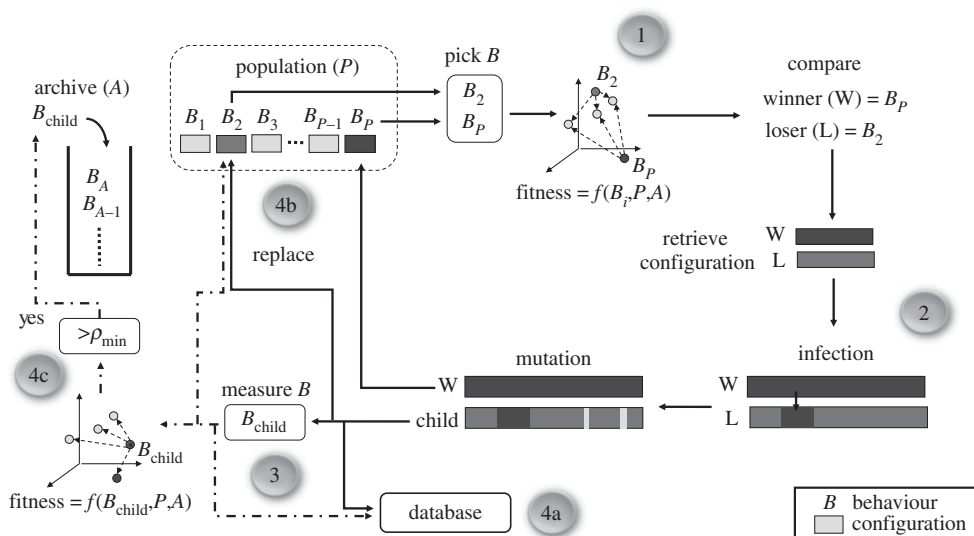 1
pick B
population (P)
compare
archive (A)
B_child
B_1 B_2 B_3 B_{P–1} B_P
B_2
B_P
B_2
B_P
winner (W) = B_P
loser (L) = B_2
B_A
B_{A–1}
fitness = f(B_i,P,A)
4b
W
L
retrieve
configuration
replace
2
yes
>ρ_min
4c
mutation
infection
W
child
W
L
measure B
B_child
B_child
3
fitness = f(B_child,P,A)
database
4a
B behaviour
configuration